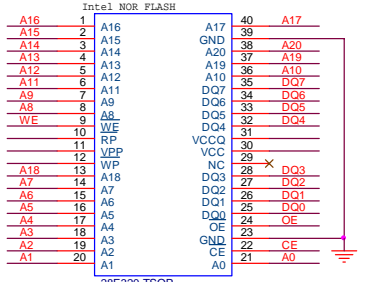 Intel NOR FLASH
A16 1 A16 A17 40 A17
A15 2 A15 GND 39
A14 3 A14 A20 38 A20
A13 4 A13 A19 37 A19
A12 5 A12 A10 36 A10
A11 6 A11 DQ7 35 DQ7
A9 7 A9 DQ6 34 DQ6
A8 8 A8 DQ5 33 DQ5
WE 9 WE DQ4 32 DQ4
10 RP VCCQ 31
11 VPP VCC 30
12 WP NC 29
A18 13 A18 DQ3 28 DQ3
A7 14 A7 DQ2 27 DQ2
A6 15 A6 DQ1 26 DQ1
A5 16 A5 DQ0 25 DQ0
A4 17 A4 OE 24 OE
A3 18 A3 GND 23
A2 19 A2 CE 22 CE
A1 20 A1 A0 21 A0